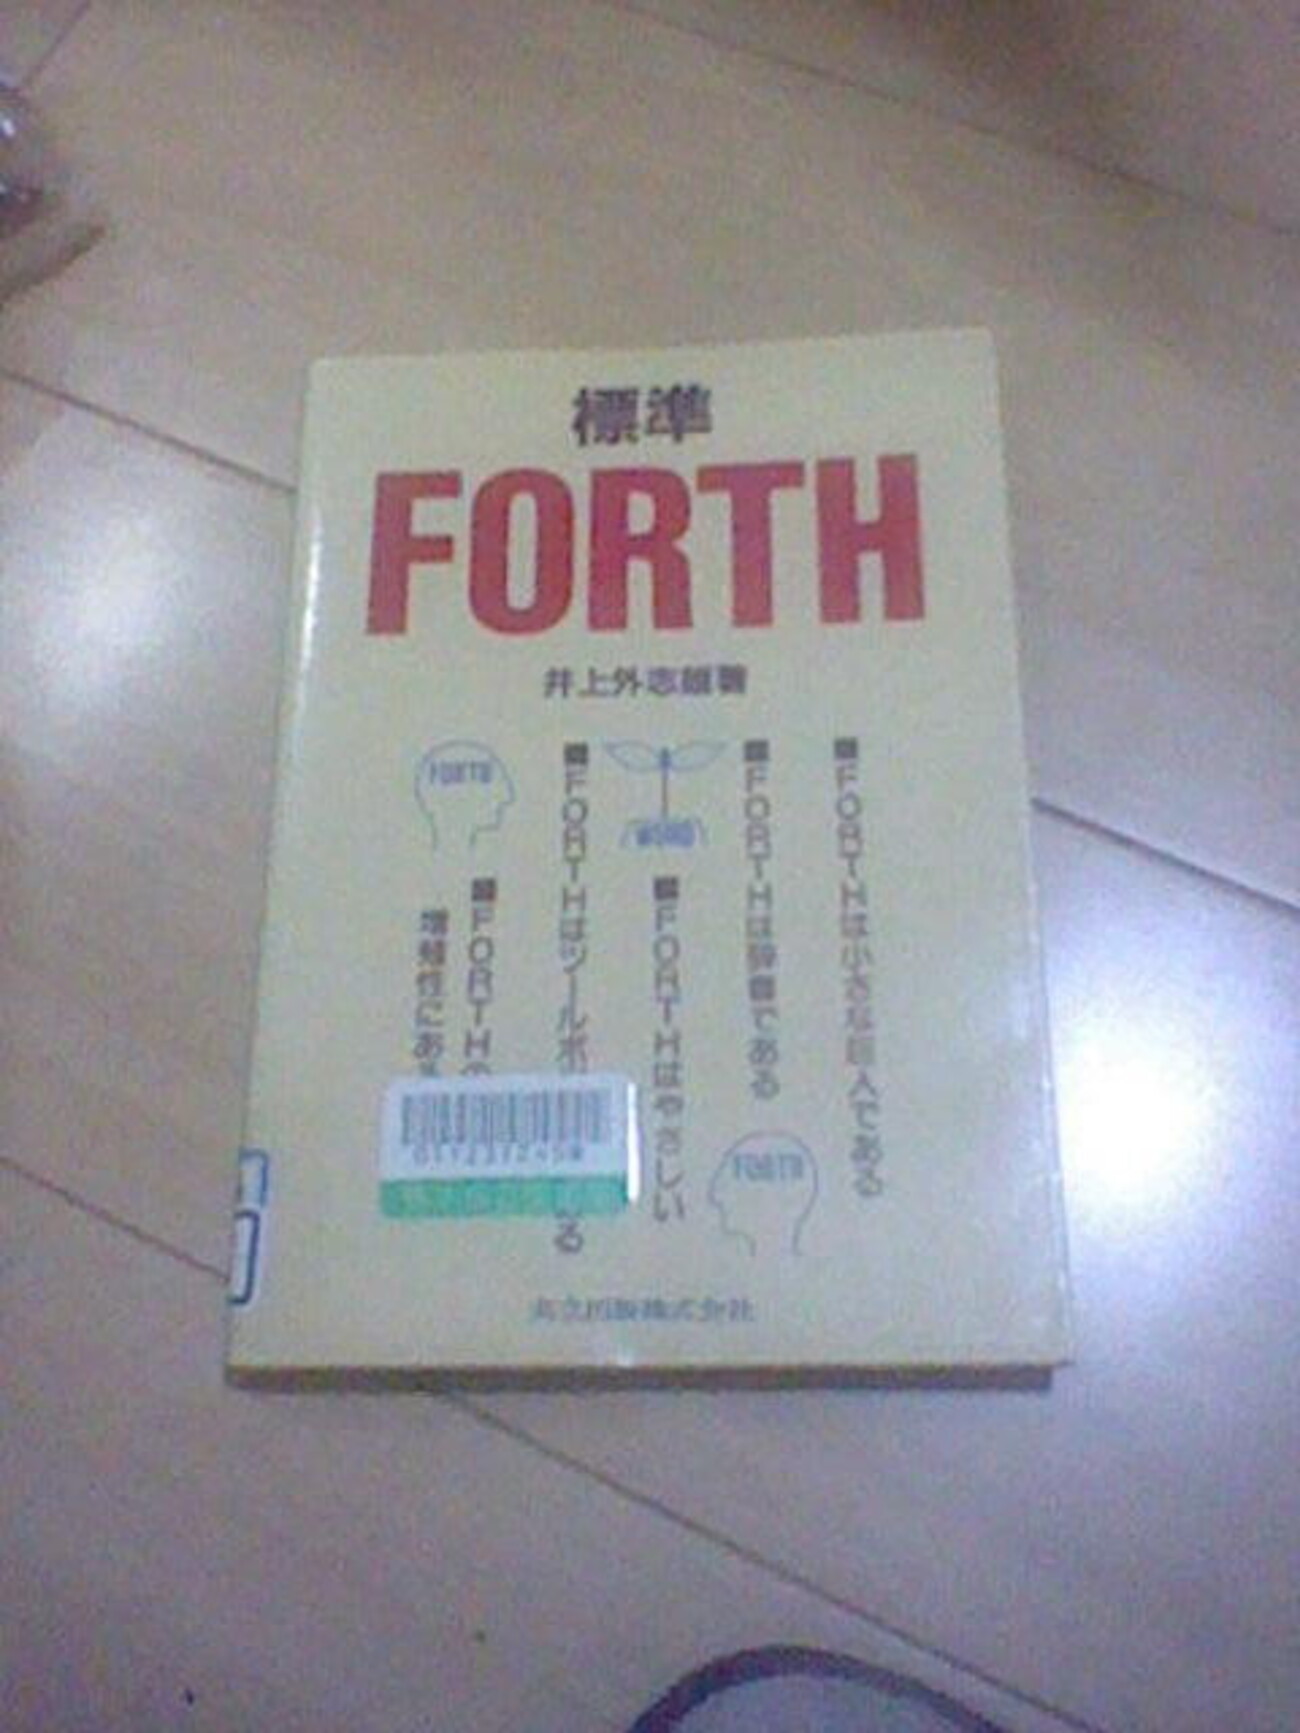 標準
FORTH
井上外志雄著
■FORTHは小さな巨人である
■FORTHは辞書である
WORD
■FORTHはやさしい
■FORTHはツールボ
る
FORTH
■FORTHの
増殖性にある
FORTH
共立出版株式会社